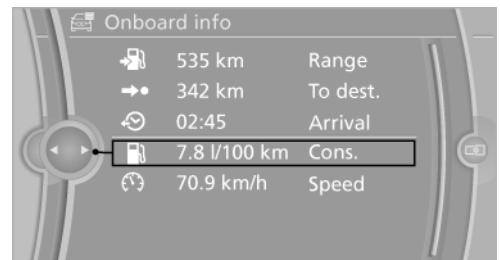 Onboard info
535 km Range
342 km To dest.
02:45 Arrival
7.8 l/100 km Cons.
70.9 km/h Speed